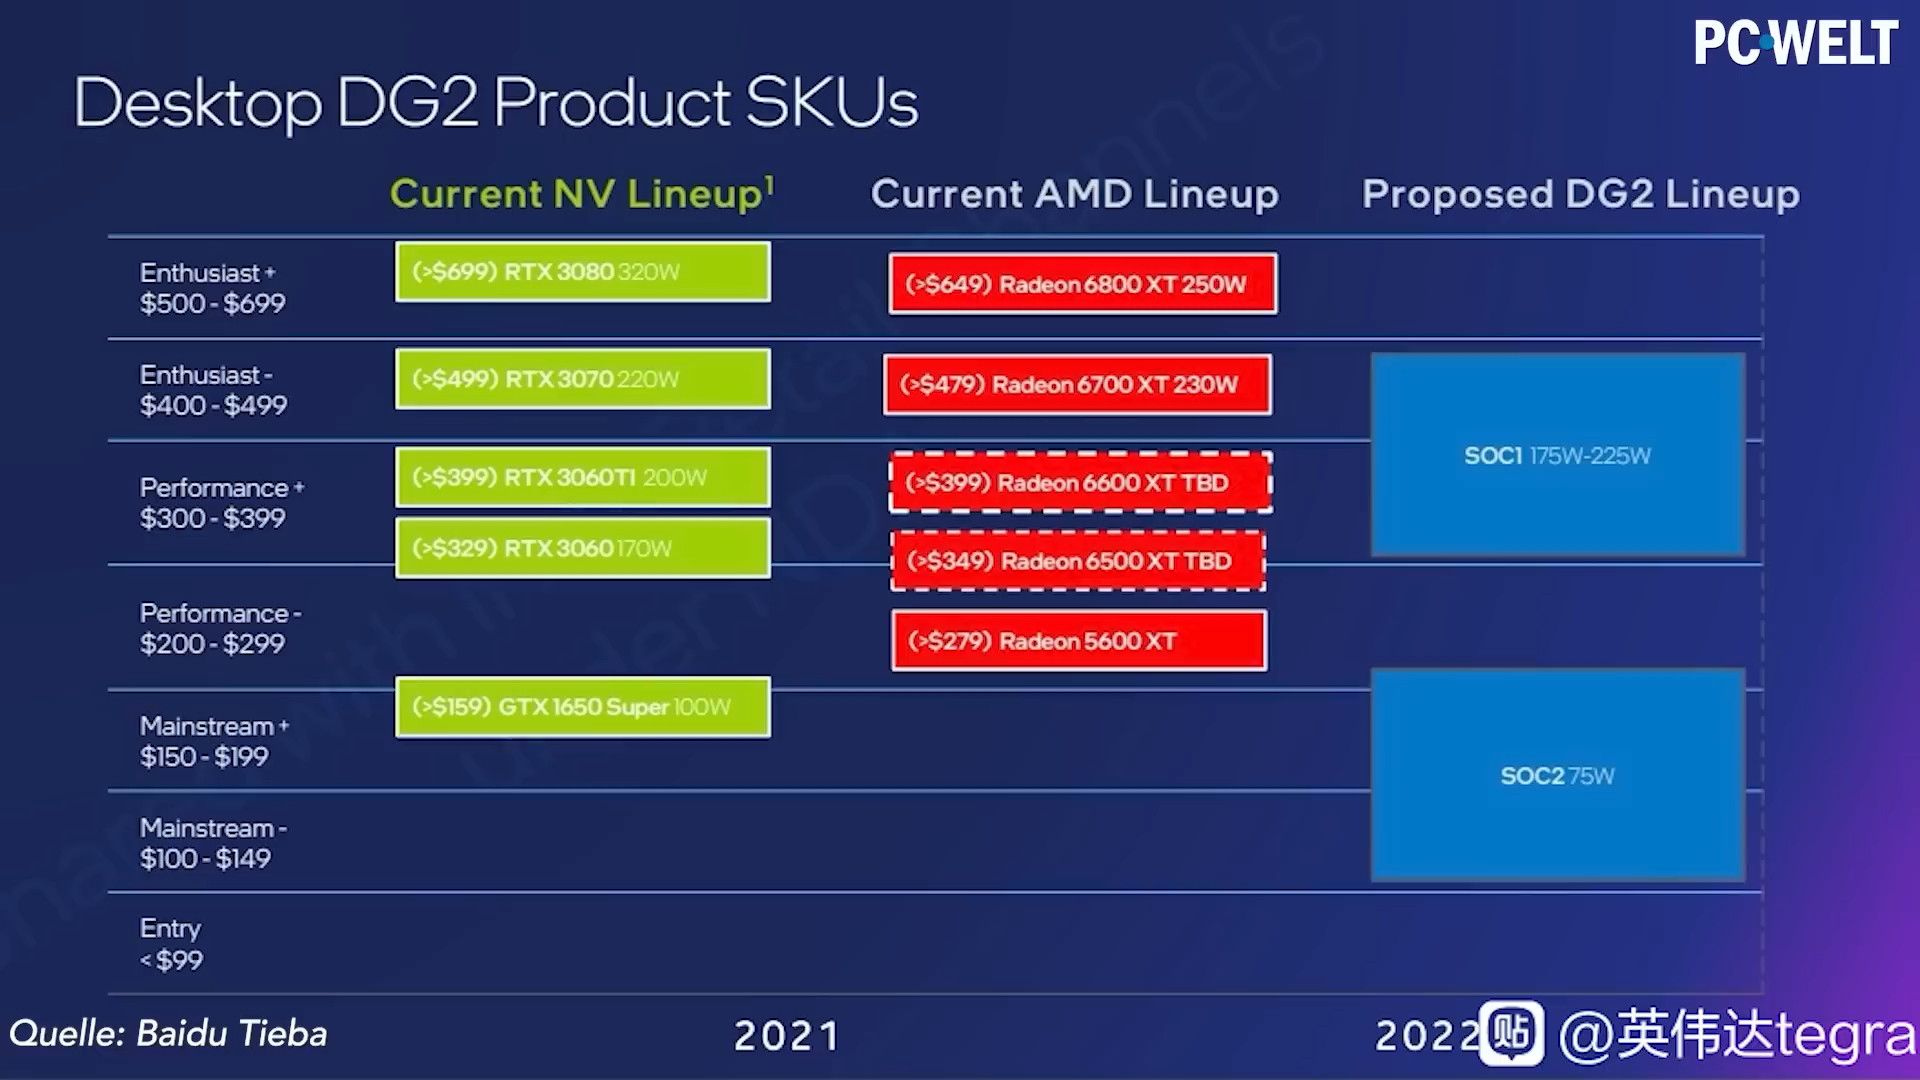 PC WELT
Desktop DG2 Product SKUs
Current NV Lineup¹
Current AMD Lineup
Proposed DG2 Lineup
Enthusiast +
$500 - $699
(>$699) RTX 3080 320W
(>$649) Radeon 6800 XT 250W
Enthusiast -
$400 - $499
(>$499) RTX 3070 220W
(>$479) Radeon 6700 XT 230W
SOC1 175W-225W
Performance +
$300 - $399
(>$399) RTX 3060TI 200W
(>$399) Radeon 6600 XT TBD
(>$329) RTX 3060 170W
(>$349) Radeon 6500 XT TBD
Performance -
$200 - $299
(>$279) Radeon 5600 XT
(>$159) GTX 1650 Super 100W
Mainstream +
$150 - $199
SOC2 75W
Mainstream -
$100 - $149
Entry
< $99
Quelle: Baidu Tieba
2021
2022
贴 @英伟达tegra